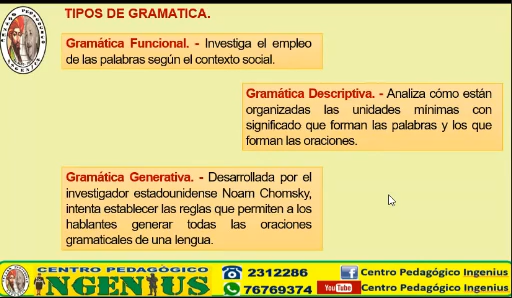 TIPOS DE GRAMATICA.
Gramática Funcional. - Investiga el empleo
de las palabras según el contexto social.
Gramática Descriptiva. - Analiza cómo están
organizadas las unidades mínimas con
significado que forman las palabras y los que
forman las oraciones.
Gramática Generativa. - Desarrollada por el
investigador estadounidense Noam Chomsky,
intenta establecer las reglas que permiten a los
hablantes generar todas las oraciones
gramaticales de una lengua.
CENTRO PEDAGÓGICO
INGENIUS
2312286
76769374
f Centro Pedagógico Ingenius
YouTube Centro Pedagógico Ingenius